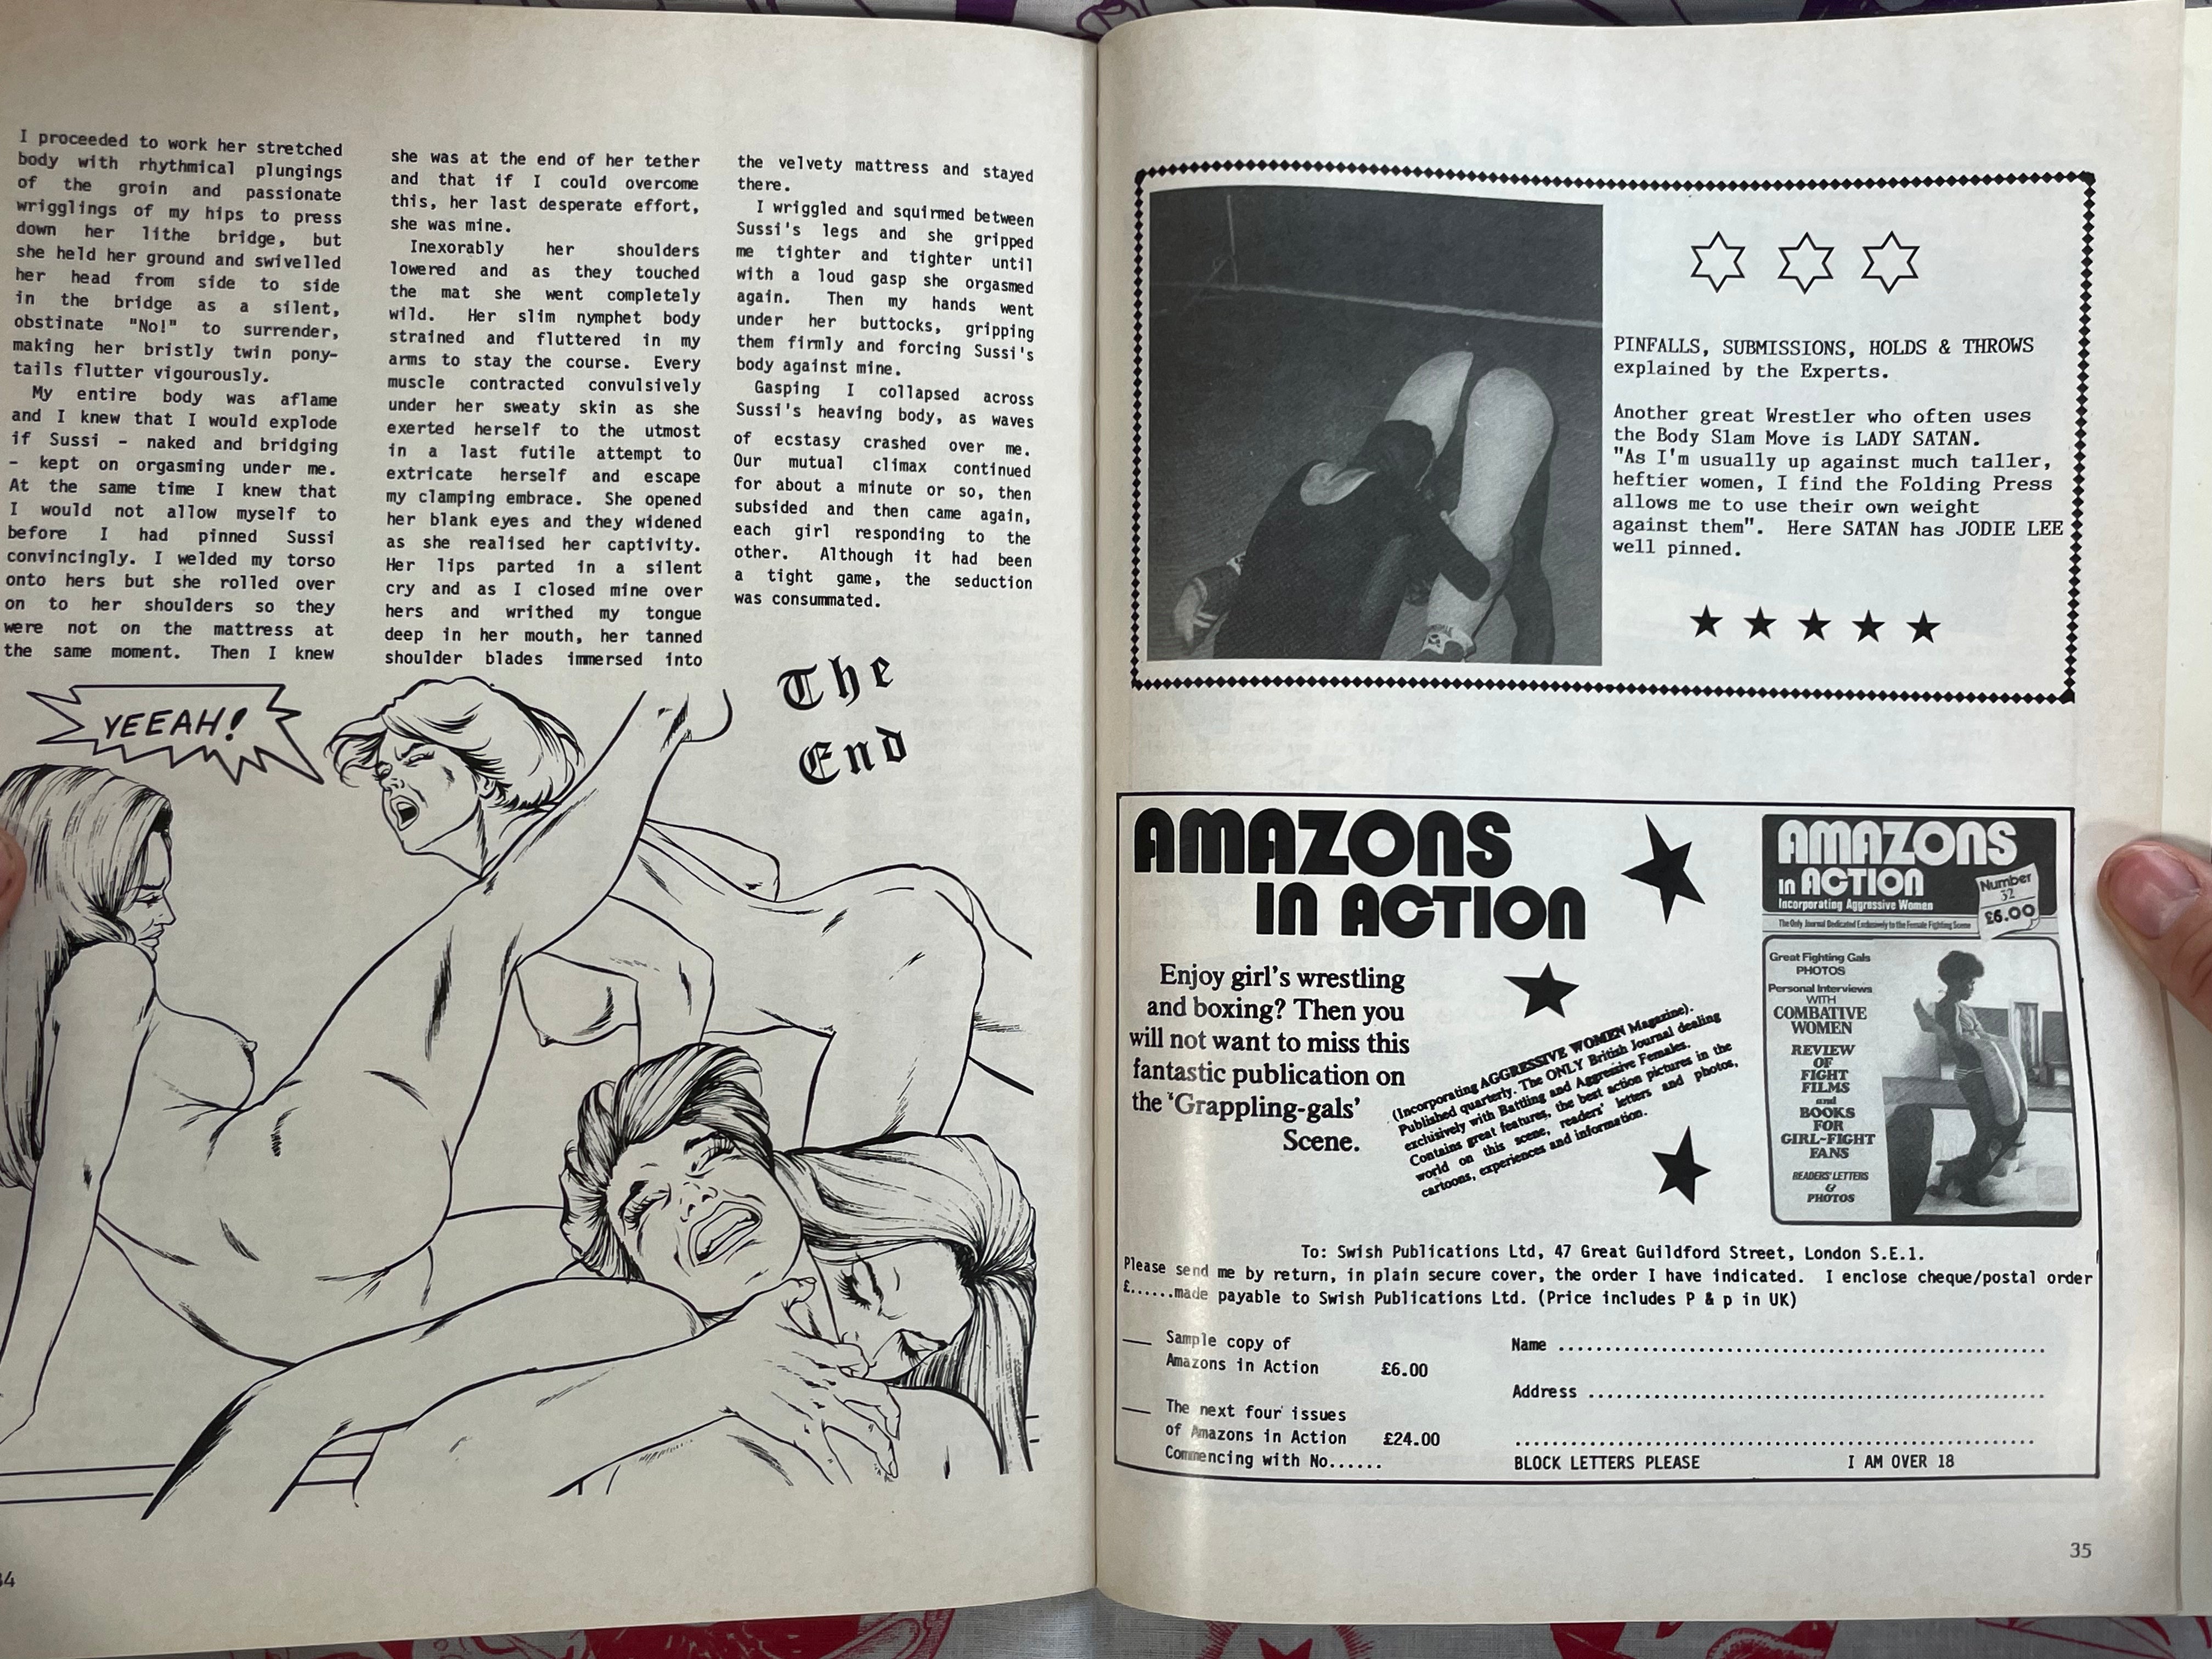 I proceeded to work her stretched
body with rhythmical plungings
of the groin and passionate
wrigglings of my hips to press
down her lithe bridge, but
she held her ground and swivelled
her head from side to side
in the bridge as a silent,
obstinate "No!" to surrender,
making her bristly twin pony-
tails flutter vigourously.
My entire body was aflame
and I knew that I would explode
if Sussi - naked and bridging
- kept on orgasming under me.
At the same time I knew that
I would not allow myself to
before I had pinned Sussi
convincingly. I welded my torso
onto hers but she rolled over
on to her shoulders so they
were not on the mattress at
the same moment. Then I knew
she was at the end of her tether
and that if I could overcome
this, her last desperate effort,
she was mine.
Inexorably her shoulders
lowered and as they touched
the mat she went completely
wild. Her slim nymphet body
strained and fluttered in my
arms to stay the course. Every
muscle contracted convulsively
under her sweaty skin as she
exerted herself to the utmost
in a last futile attempt to
extricate herself and escape
my clamping embrace. She opened
her blank eyes and they widened
as she realised her captivity.
Her lips parted in a silent
cry and as I closed mine over
hers and writhed my tongue
deep in her mouth, her tanned
shoulder blades immersed into
the velvety mattress and stayed
there.
I wriggled and squirmed between
Sussi's legs and she gripped
me tighter and tighter until
with a loud gasp she orgasmed
again. Then my hands went
under her buttocks, gripping
them firmly and forcing Sussi's
body against mine.
Gasping I collapsed across
Sussi's heaving body, as waves
of ecstasy crashed over me.
Our mutual climax continued
for about a minute or so, then
subsided and then came again,
each girl responding to the
other. Although it had been
a tight game, the seduction
was consummated.
The
End
YEEAH!
34
PINFALLS, SUBMISSIONS, HOLDS & THROWS
explained by the Experts.
Another great Wrestler who often uses
the Body Slam Move is LADY SATAN.
"As I'm usually up against much taller,
heftier women, I find the Folding Press
allows me to use their own weight
against them". Here SATAN has JODIE LEE
well pinned.
AMAZONS
IN ACTION
Enjoy girl's wrestling
and boxing? Then you
will not want to miss this
fantastic publication on
the 'Grappling-gals'
Scene.
(Incorporating AGGRESSIVE WOMEN Magazine).
Published quarterly. The ONLY British Journal dealing
exclusively with Battling and Aggressive Females.
Contains great features, the best action pictures in the
world on this scene, readers' letters and photos,
cartoons, experiences and information.
AMAZONS
IN ACTION
Incorporating Aggressive Women
Number
32
£6.00
The Only Journal Dedicated Exclusively to the Female Fighting Scene
Great Fighting Gals
PHOTOS
Personal Interviews
WITH
COMBATIVE
WOMEN
REVIEW
OF
FIGHT
FILMS
and
BOOKS
FOR
GIRL-FIGHT
FANS
READERS' LETTERS
&
PHOTOS
To: Swish Publications Ltd, 47 Great Guildford Street, London S.E.1.
Please send me by return, in plain secure cover, the order I have indicated. I enclose cheque/postal order
£......made payable to Swish Publications Ltd. (Price includes P & p in UK)
Sample copy of
Amazons in Action £6.00
The next four issues
of Amazons in Action £24.00
Commencing with No......
Name
Address
BLOCK LETTERS PLEASE I AM OVER 18
35